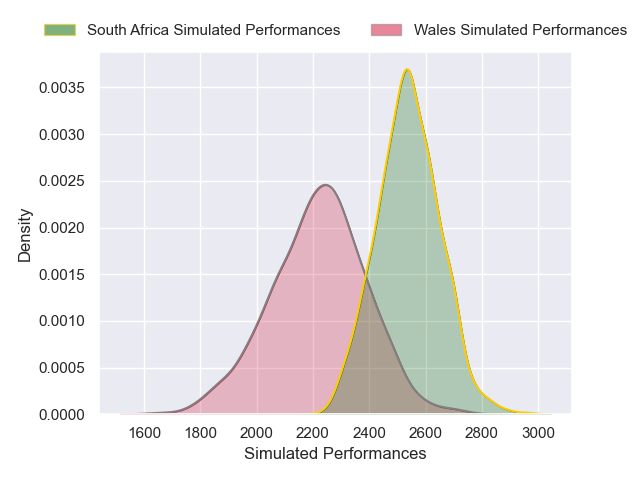 South Africa Simulated Performances
Wales Simulated Performances
0.0035
0.0030
0.0025
0.0020
0.0015
0.0010
0.0005
0.0000
Density
1600 1800 2000 2200 2400 2600 2800 3000
Simulated Performances